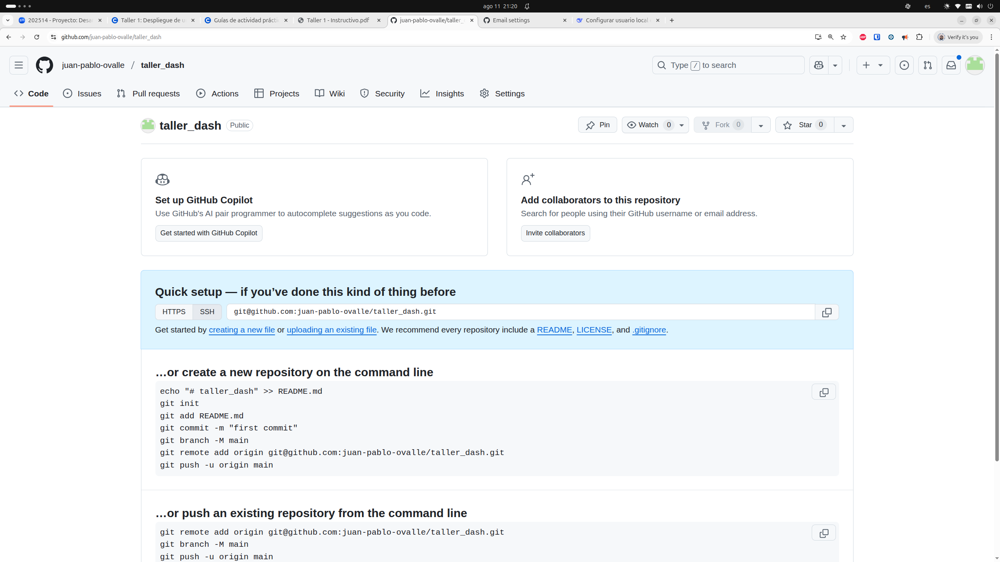 ago 11 21:20
es
202514 - Proyecto: Desa
Taller 1: Despliegue de u
Guías de actividad práctic
Taller 1 - Instructivo.pdf
juan-pablo-ovalle/taller_
Email settings
Configurar usuario local
github.com/juan-pablo-ovalle/taller_dash
ABP
Verify it's you
juan-pablo-ovalle / taller_dash
Type / to search
Code
Issues
Pull requests
Actions
Projects
Wiki
Security
Insights
Settings
taller_dash
Public
Pin
Watch 0
Fork 0
Star 0
Set up GitHub Copilot
Use GitHub's AI pair programmer to autocomplete suggestions as you code.
Get started with GitHub Copilot
Add collaborators to this repository
Search for people using their GitHub username or email address.
Invite collaborators
Quick setup — if you’ve done this kind of thing before
HTTPS SSH git@github.com:juan-pablo-ovalle/taller_dash.git
Get started by creating a new file or uploading an existing file. We recommend every repository include a README, LICENSE, and .gitignore.
…or create a new repository on the command line
echo "# taller_dash" >> README.md
git init
git add README.md
git commit -m "first commit"
git branch -M main
git remote add origin git@github.com:juan-pablo-ovalle/taller_dash.git
git push -u origin main
…or push an existing repository from the command line
git remote add origin git@github.com:juan-pablo-ovalle/taller_dash.git
git branch -M main
git push -u origin main